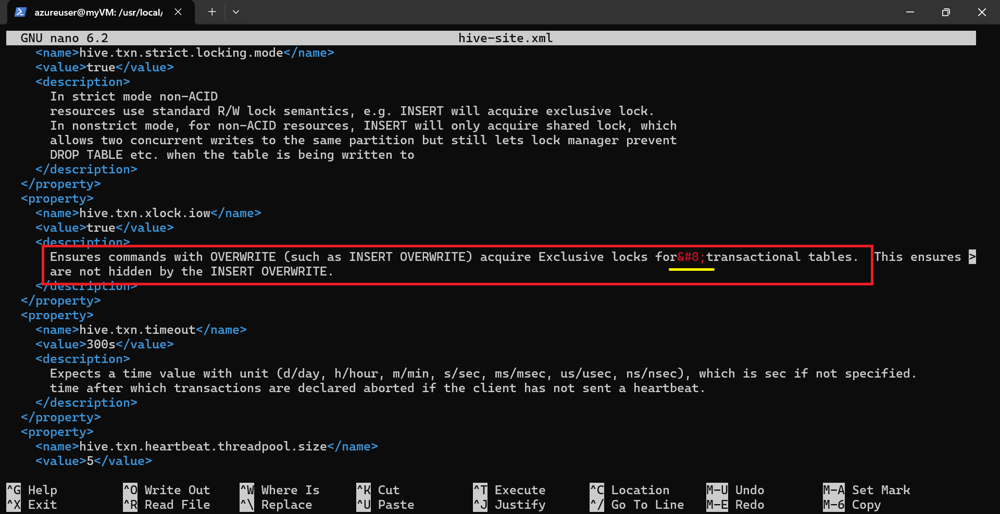 azureuser@myVM: /usr/local/
GNU nano 6.2 hive-site.xml
<name>hive.txn.strict.locking.mode</name>
<value>true</value>
<description>
In strict mode non-ACID
resources use standard R/W lock semantics, e.g. INSERT will acquire exclusive lock.
In nonstrict mode, for non-ACID resources, INSERT will only acquire shared lock, which
allows two concurrent writes to the same partition but still lets lock manager prevent
DROP TABLE etc. when the table is being written to
</description>
</property>
<property>
<name>hive.txn.xlock.iow</name>
<value>true</value>
<description>
Ensures commands with OVERWRITE (such as INSERT OVERWRITE) acquire Exclusive locks for&#8;transactional tables.  This ensures >
are not hidden by the INSERT OVERWRITE.
</description>
</property>
<property>
<name>hive.txn.timeout</name>
<value>300s</value>
<description>
Expects a time value with unit (d/day, h/hour, m/min, s/sec, ms/msec, us/usec, ns/nsec), which is sec if not specified.
time after which transactions are declared aborted if the client has not sent a heartbeat.
</description>
</property>
<property>
<name>hive.txn.heartbeat.threadpool.size</name>
<value>5</value>
^G Help ^O Write Out ^W Where Is ^K Cut ^T Execute ^C Location M-U Undo M-A Set Mark
^X Exit ^R Read File ^\ Replace ^U Paste ^J Justify ^/ Go To Line M-E Redo M-6 Copy